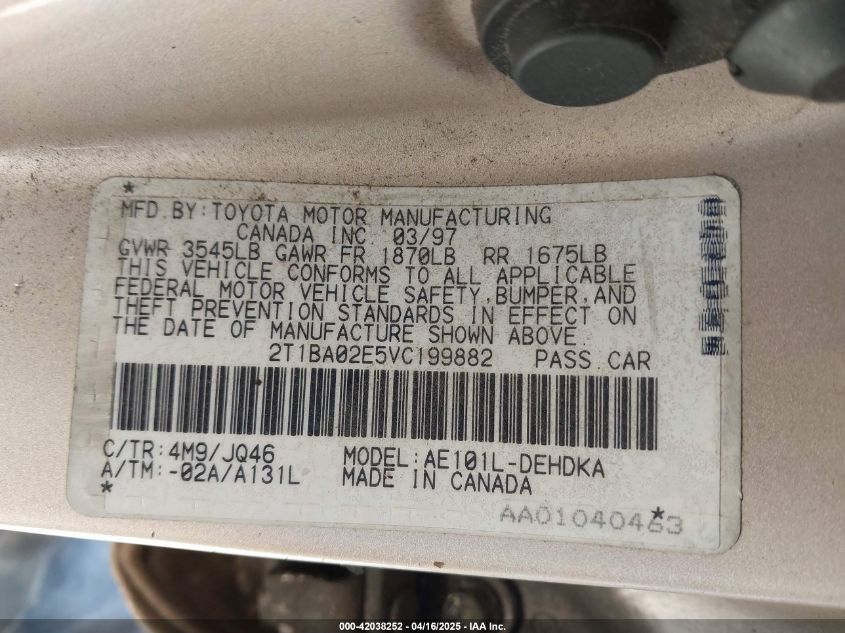 *
MFD.BY:TOYOTA MOTOR MANUFACTURING
CANADA INC 03/97
GVWR 3545LB GAWR FR 1870LB RR 1675LB
THIS VEHICLE CONFORMS TO ALL APPLICABLE
FEDERAL MOTOR VEHICLE SAFETY,BUMPER,AND
THEFT PREVENTION STANDARDS IN EFFECT ON
THE DATE OF MANUFACTURE SHOWN ABOVE.
2T1BA02E5VC199882 PASS.CAR
C/TR:4M9/JQ46 MODEL:AE101L-DEHDKA
A/TM:-02A/A131L MADE IN CANADA
*
AA01040463
000-42038252 - 04/16/2025 - IAA Inc.